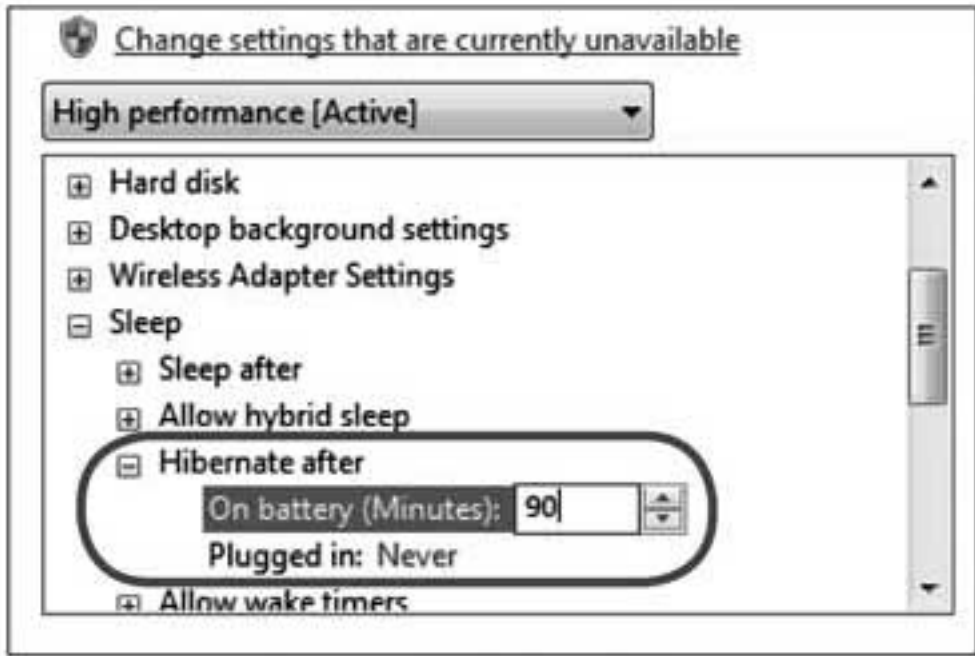 Change settings that are currently unavailable
High performance [Active]
Hard disk
Desktop background settings
Wireless Adapter Settings
Sleep
Sleep after
Allow hybrid sleep
Hibernate after
On battery (Minutes): 90
Plugged in: Never
Allow wake timers